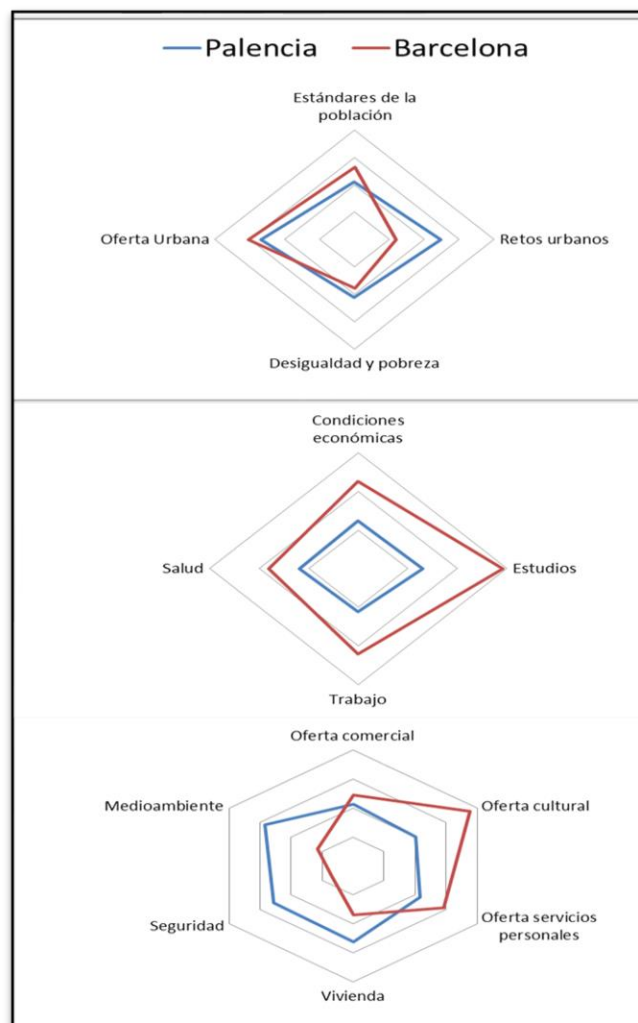 Palencia Barcelona
Estándares de la
población
Oferta Urbana
Retos urbanos
Desigualdad y pobreza
Condiciones
económicas
Salud
Estudios
Trabajo
Oferta comercial
Medioambiente
Oferta cultural
Seguridad
Oferta servicios
personales
Vivienda